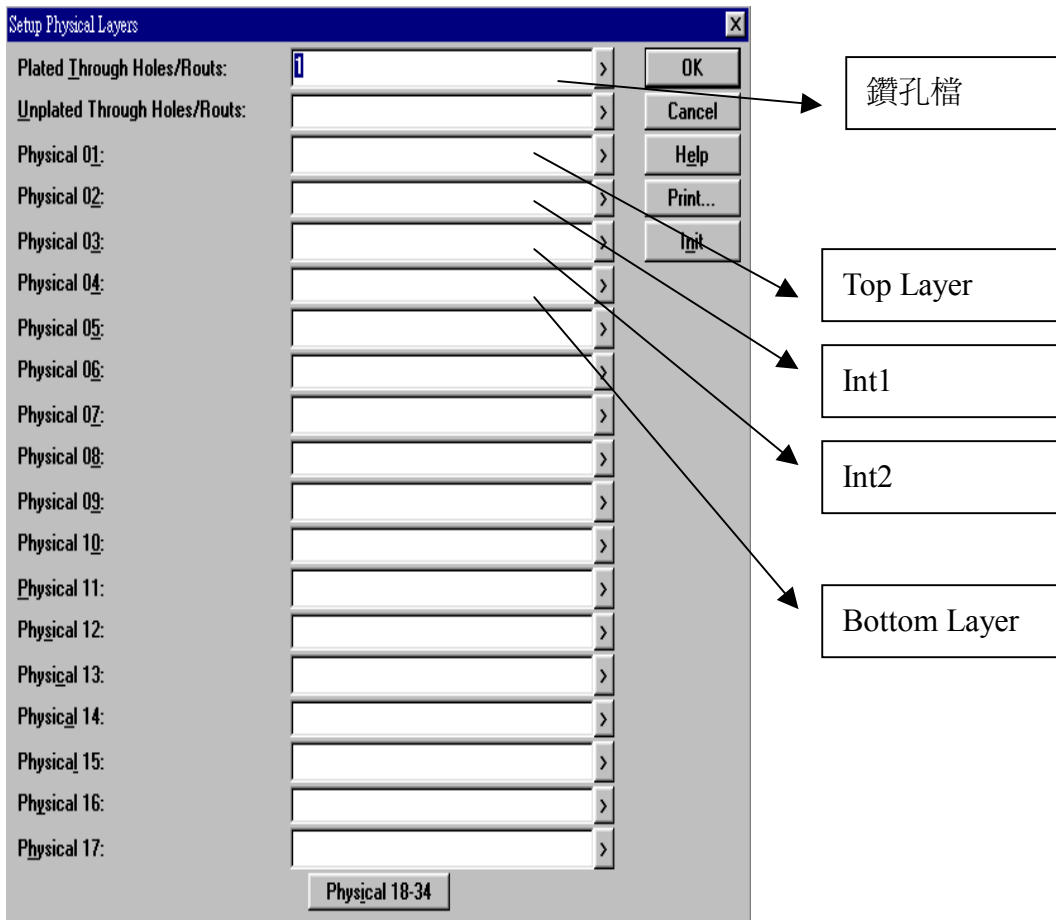 Setup Physical Layers
X
Plated Through Holes/Routs:
1
>
OK
鑽孔檔
Unplated Through Holes/Routs:
>
Cancel
Physical 01:
>
Help
Physical 02:
>
Print...
Physical 03:
>
Init
Physical 04:
>
Top Layer
Physical 05:
>
Physical 06:
>
Int1
Physical 07:
>
Physical 08:
>
Int2
Physical 09:
>
Physical 10:
>
Physical 11:
>
Physical 12:
>
Bottom Layer
Physical 13:
>
Physical 14:
>
Physical 15:
>
Physical 16:
>
Physical 17:
>
Physical 18-34